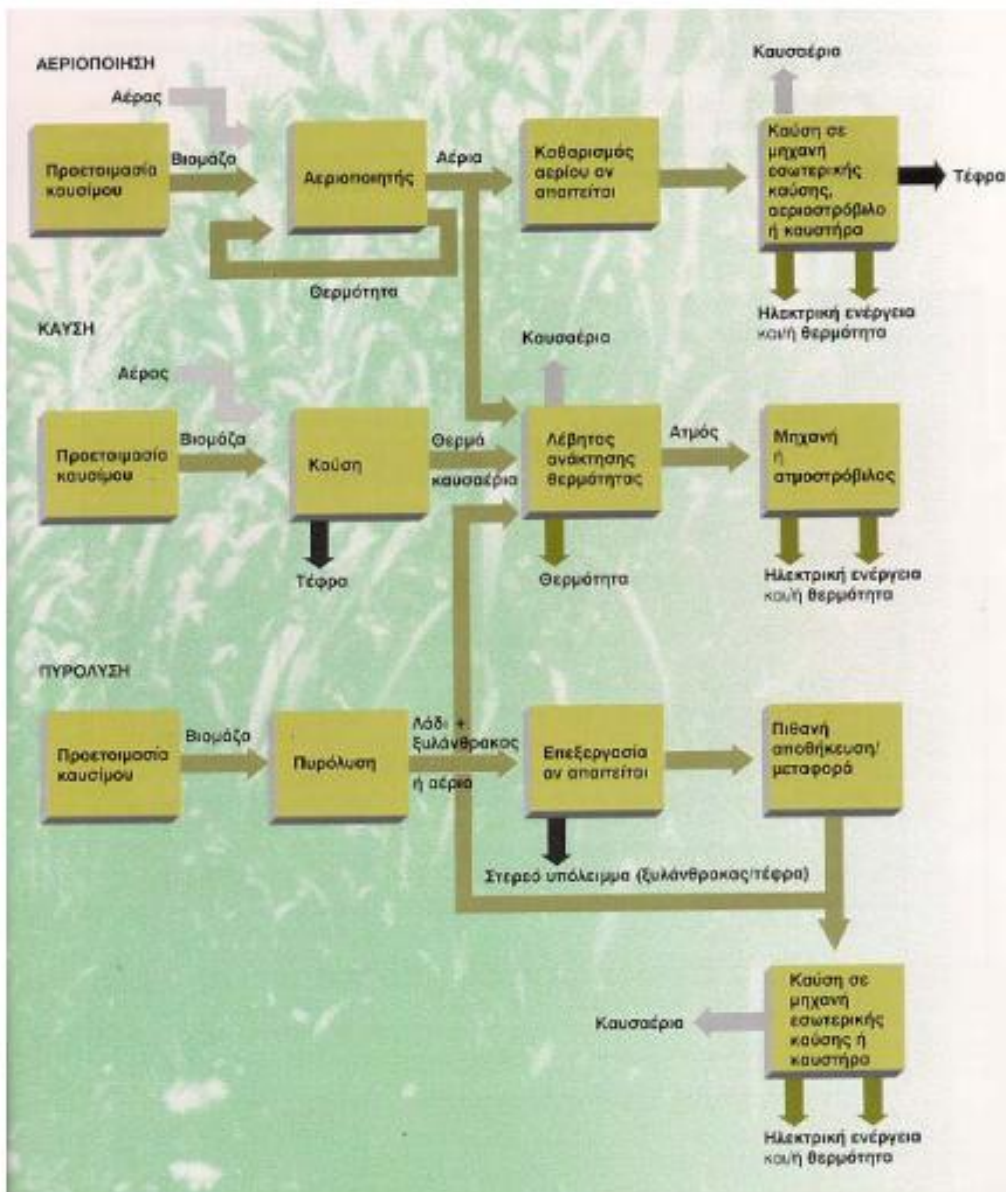 ΑΕΡΙΟΠΟΙΗΣΗ
Αέρας
Καυσαέρια
Προετοιμασία
καυσίμου
Βιομάζα
Αεριοποιητής
Αέρια
Καθαρισμός
αερίου αν
απαιτείται
Καύση σε
μηχανή
εσωτερικής
καύσης,
αεριοστρόβιλο
ή καυστήρα
Τέφρα
Θερμότητα
Ηλεκτρική ενέργεια
και/ή θερμότητα
ΚΑΥΣΗ
Αέρας
Καυσαέρια
Προετοιμασία
καυσίμου
Βιομάζα
Καύση
Θερμά
καυσαέρια
Λέβητας
ανάκτησης
θερμότητας
Ατμός
Μηχανή
ή
ατμοστρόβιλος
Τέφρα
Θερμότητα
Ηλεκτρική ενέργεια
και/ή θερμότητα
ΠΥΡΟΛΥΣΗ
Προετοιμασία
καυσίμου
Βιομάζα
Πυρόλυση
Λάδι +
ξυλάνθρακας
ή αέρια
Επεξεργασία
αν απαιτείται
Πιθανή
αποθήκευση/
μεταφορά
Στερεό υπόλειμμα (ξυλάνθρακας/τέφρα)
Καυσαέρια
Καύση σε
μηχανή
εσωτερικής
καύσης ή
καυστήρα
Ηλεκτρική ενέργεια
και/ή θερμότητα